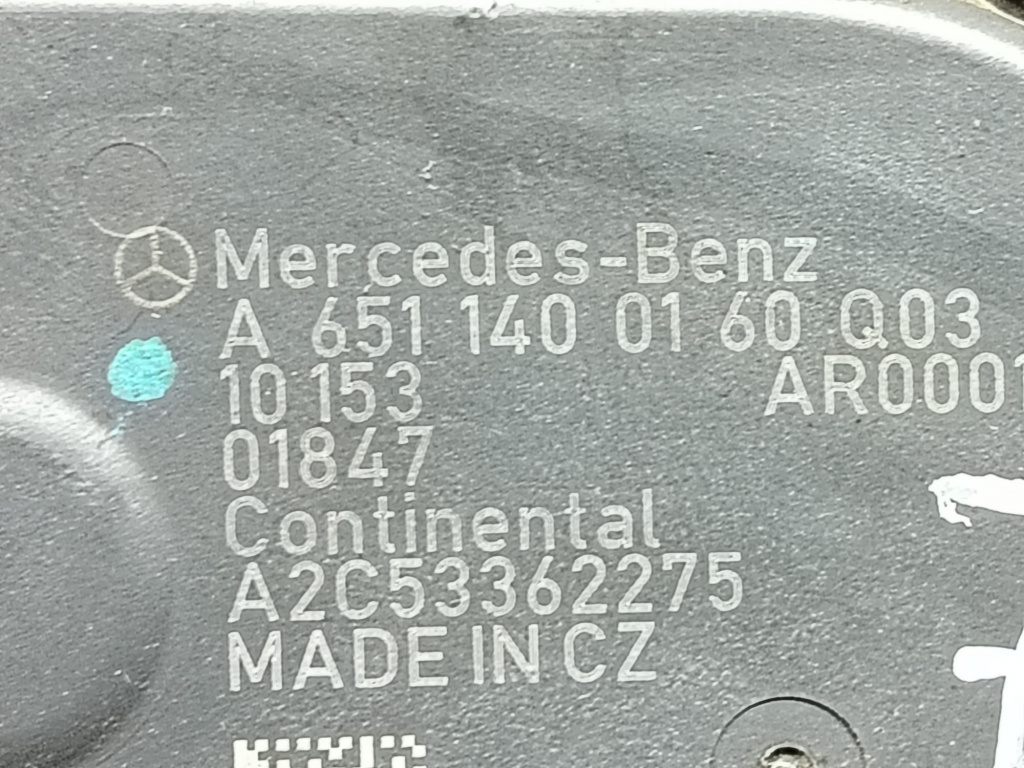 Mercedes-Benz
A 651 140 01 60 Q03
10 153 AR0001
01847
Continental
A2C53362275
MADE IN CZ